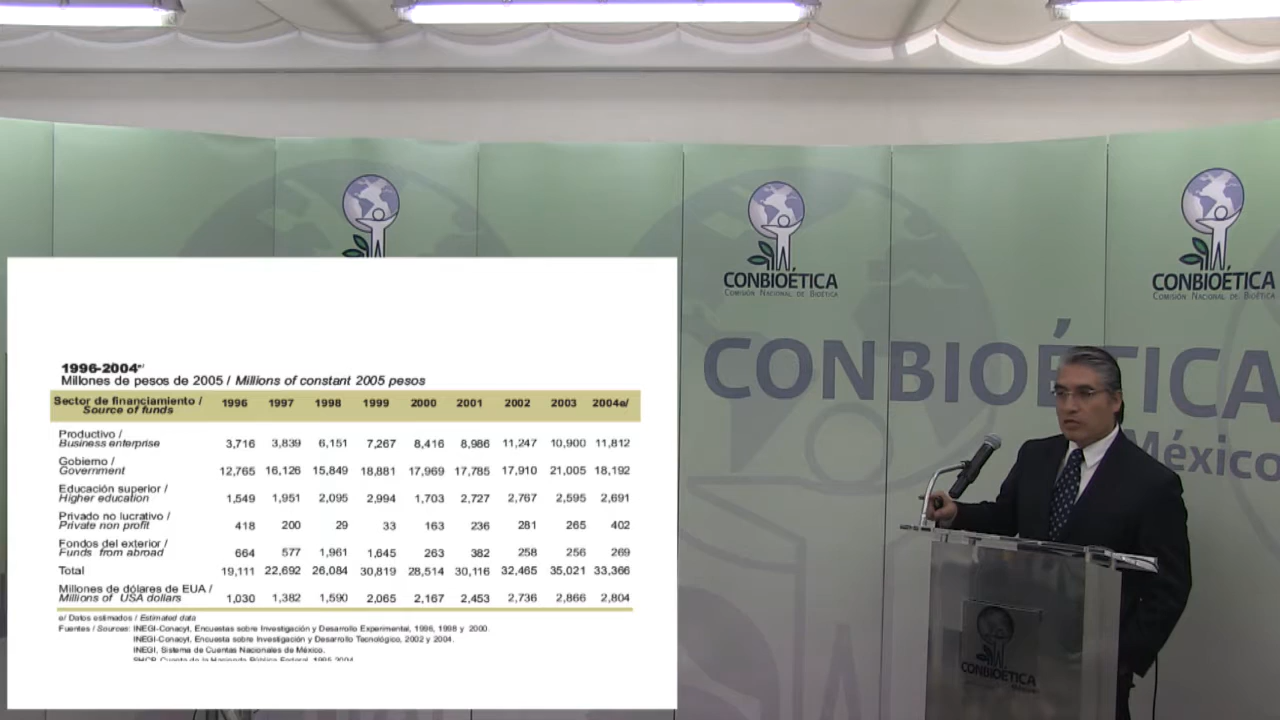 CONBIOÉTICA
COMISIÓN NACIONAL DE BIOÉTICA
CONBIOÉTICA
COMISIÓN NACIONAL DE BIOÉTICA
CONBIOÉTICA
México
1996-2004e/
Millones de pesos de 2005 / Millions of constant 2005 pesos
Sector de financiamiento / Source of funds 1996 1997 1998 1999 2000 2001 2002 2003 2004e/
Productivo /
Business enterprise 3,716 3,839 6,151 7,267 8,416 8,986 11,247 10,900 11,812
Gobierno /
Government 12,765 16,126 15,849 18,881 17,969 17,785 17,910 21,005 18,192
Educación superior /
Higher education 1,549 1,951 2,095 2,994 1,703 2,727 2,767 2,595 2,691
Privado no lucrativo /
Private non profit 418 200 29 33 163 236 281 265 402
Fondos del exterior /
Funds from abroad 664 577 1,961 1,645 263 382 258 256 269
Total 19,111 22,692 26,084 30,819 28,514 30,116 32,465 35,021 33,366
Millones de dólares de EUA /
Millions of USA dollars 1,030 1,382 1,590 2,065 2,167 2,453 2,736 2,866 2,804
e/ Datos estimados / Estimated data
Fuentes / Sources: INEGI-Conacyt, Encuestas sobre Investigación y Desarrollo Experimental, 1996, 1998 y 2000.
INEGI-Conacyt, Encuesta sobre Investigación y Desarrollo Tecnológico, 2002 y 2004.
INEGI, Sistema de Cuentas Nacionales de México.
SHCP, Cuenta de la Hacienda Pública Federal, 1995-2004
CONBIOÉTICA